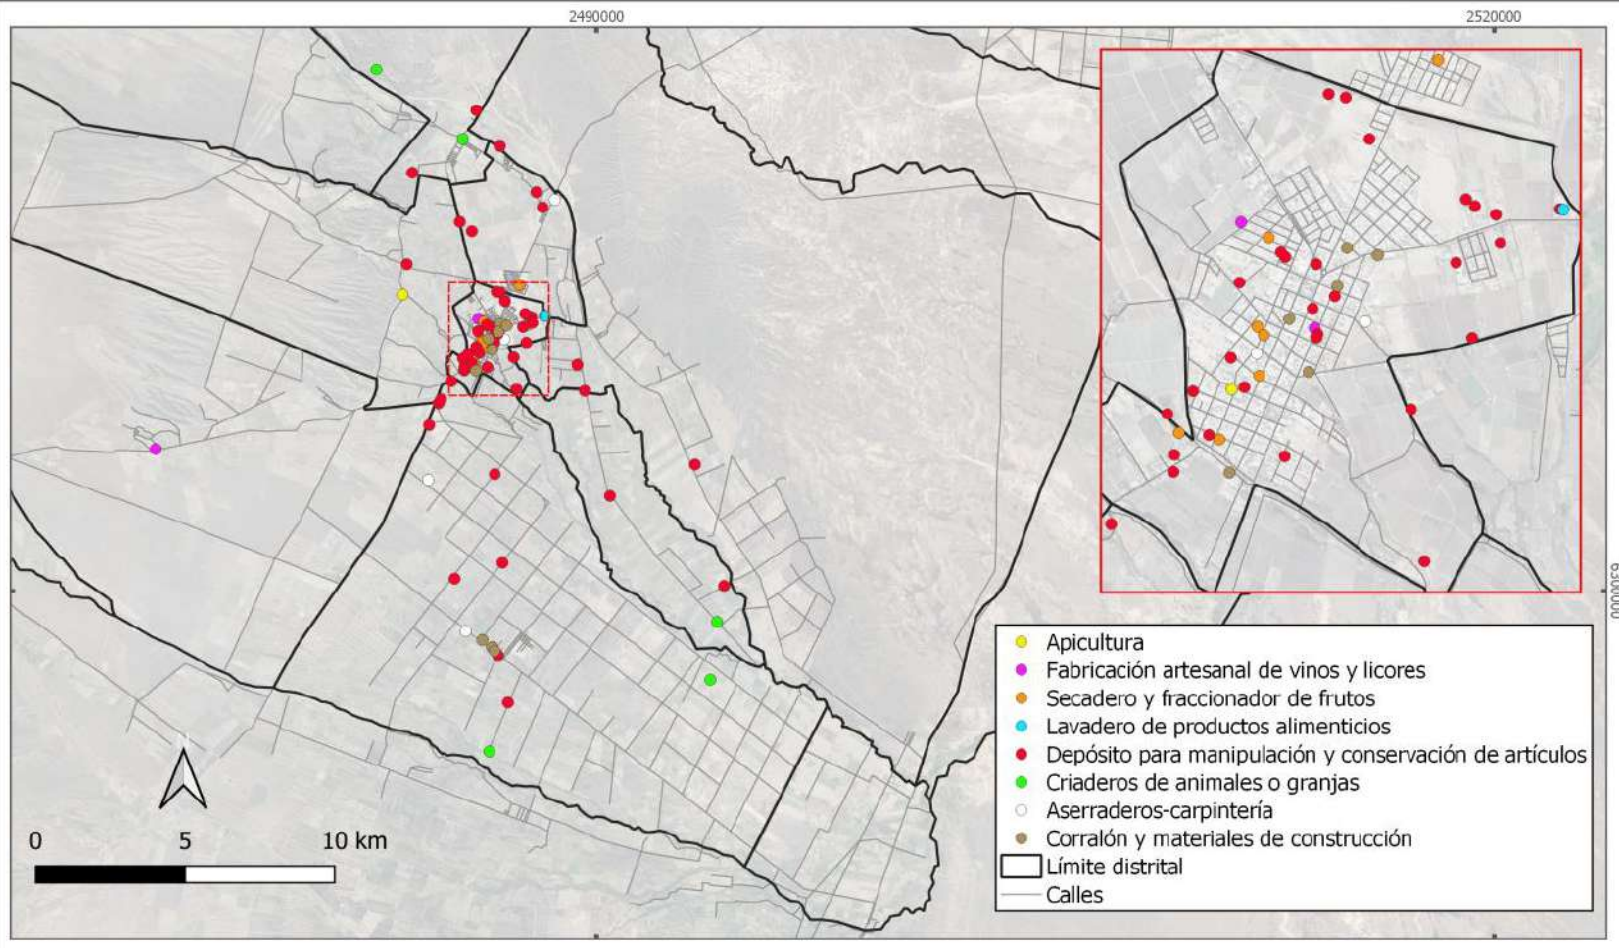 2490000
2520000
6300000
Apicultura
Fabricación artesanal de vinos y licores
Secadero y fraccionador de frutos
Lavadero de productos alimenticios
Depósito para manipulación y conservación de artículos
Criaderos de animales o granjas
Aserraderos-carpintería
Corralón y materiales de construcción
Límite distrital
Calles
0 5 10 km